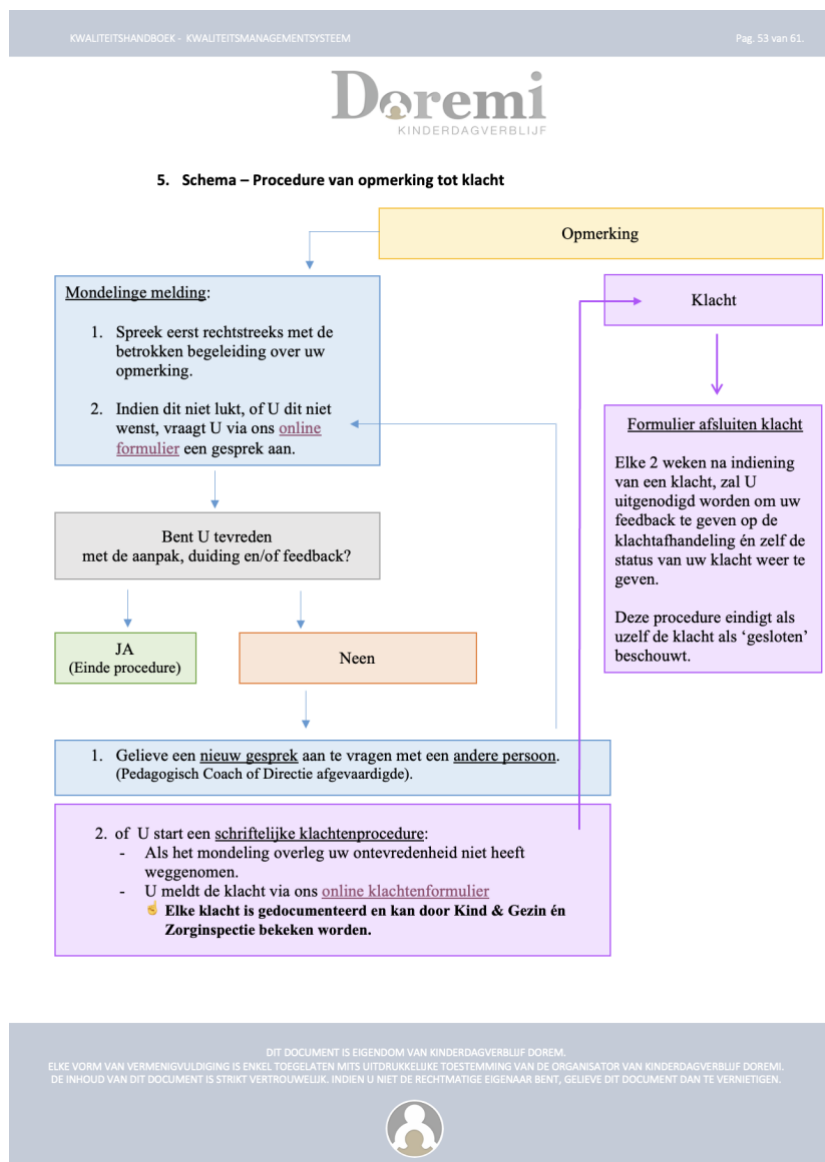 KWALITEITSHANDBOEK - KWALITEITSMANAGEMENTSYSTEEM
Pag. 53 van 61.
Doremi
KINDERDAGVERBLIJF
5. Schema – Procedure van opmerking tot klacht
Opmerking
Mondelinge melding:
1. Spreek eerst rechtstreeks met de
betrokken begeleiding over uw
opmerking.
2. Indien dit niet lukt, of U dit niet
wenst, vraagt U via ons online
formulier een gesprek aan.
Klacht
Formulier afsluiten klacht
Elke 2 weken na indiening
van een klacht, zal U
uitgenodigd worden om uw
feedback te geven op de
klachtafhandeling én zelf de
status van uw klacht weer te
geven.
Deze procedure eindigt als
uzelf de klacht als ‘gesloten’
beschouwt.
Bent U tevreden
met de aanpak, duiding en/of feedback?
JA
(Einde procedure)
Neen
1. Gelieve een nieuw gesprek aan te vragen met een andere persoon.
(Pedagogisch Coach of Directie afgevaardigde).
2. of U start een schriftelijke klachtenprocedure:
- Als het mondeling overleg uw ontevredenheid niet heeft
weggenomen.
- U meldt de klacht via ons online klachtenformulier
☝ Elke klacht is gedocumenteerd en kan door Kind & Gezin én
Zorginspectie bekeken worden.
DIT DOCUMENT IS EIGENDOM VAN KINDERDAGVERBLIJF DOREM.
ELKE VORM VAN VERMENIGVULDIGING IS ENKEL TOEGELATEN MITS UITDRUKKELIJKE TOESTEMMING VAN DE ORGANISATOR VAN KINDERDAGVERBLIJF DOREMI.
DE INHOUD VAN DIT DOCUMENT IS STRIKT VERTROUWELIJK. INDIEN U NIET DE RECHTMATIGE EIGENAAR BENT, GELIEVE DIT DOCUMENT DAN TE VERNIETIGEN.